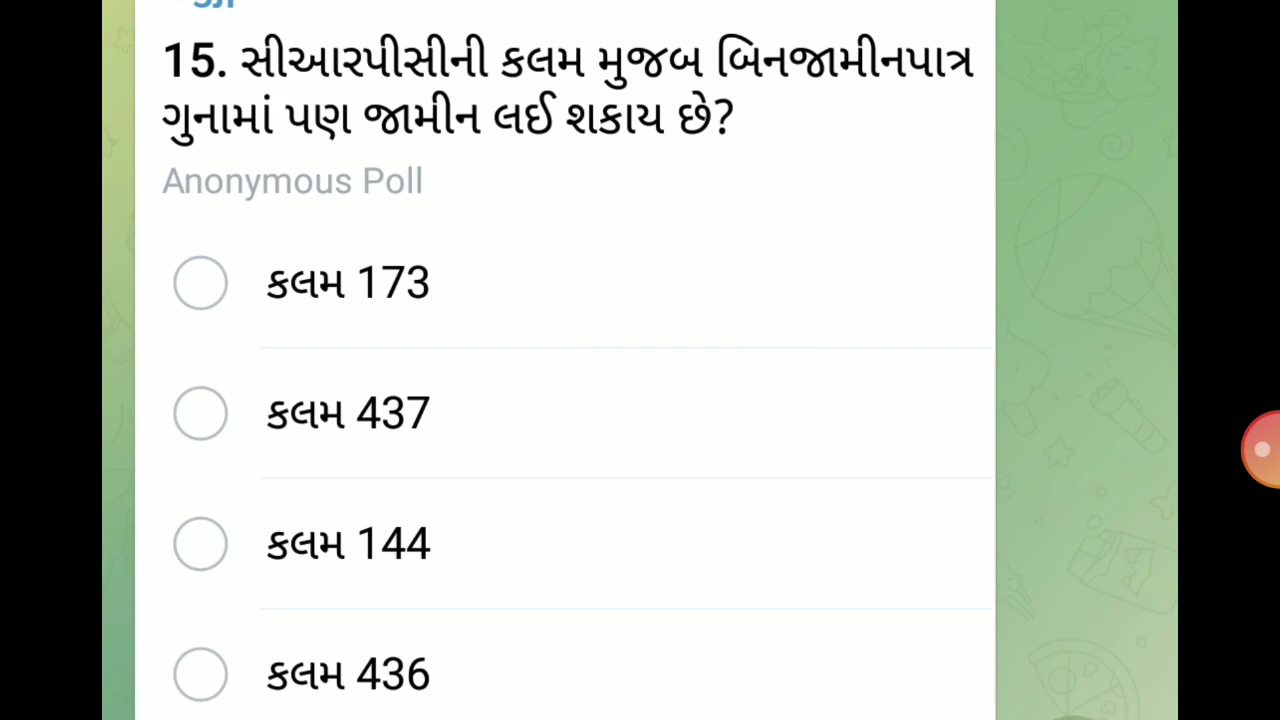 15. સીઆરપીસીની કલમ મુજબ બિનજામીનપાત્ર
ગુનામાં પણ જામીન લઈ શકાય છે?
Anonymous Poll
કલમ 173
કલમ 437
કલમ 144
કલમ 436